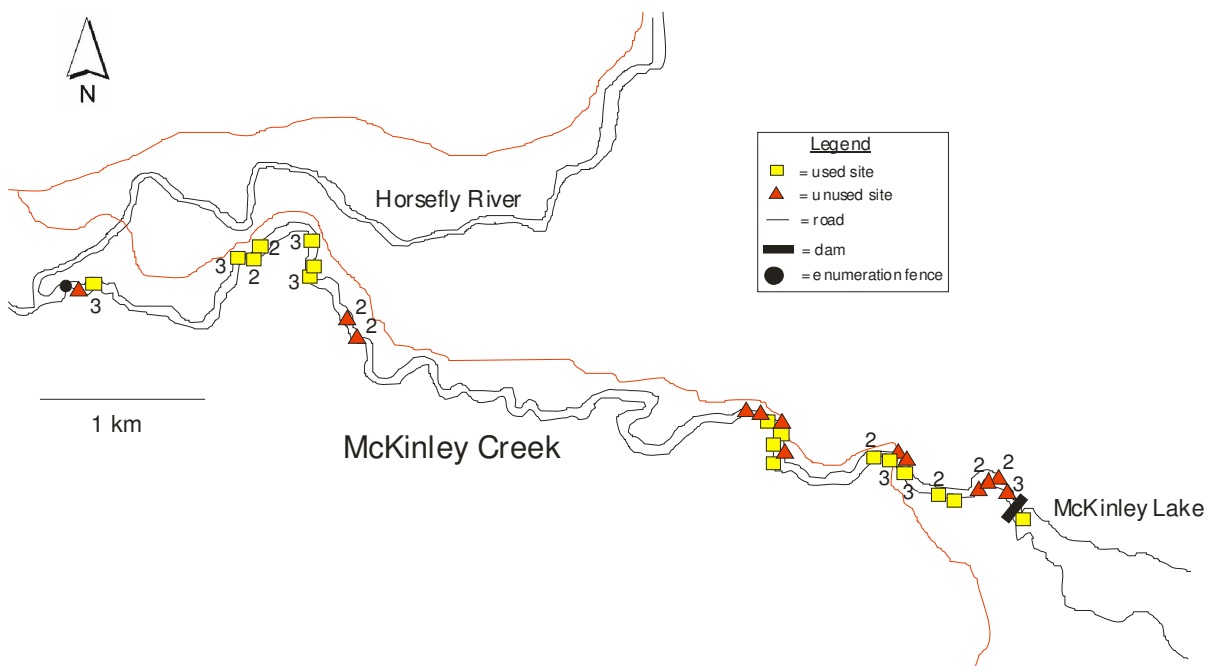 N
Legend
= used site
= unused site
= road
= dam
= enumeration fence
Horsefly River
3
2
2
3
3
3
2
2
1 km
McKinley Creek
2
3
3
2
2
2
3
McKinley Lake